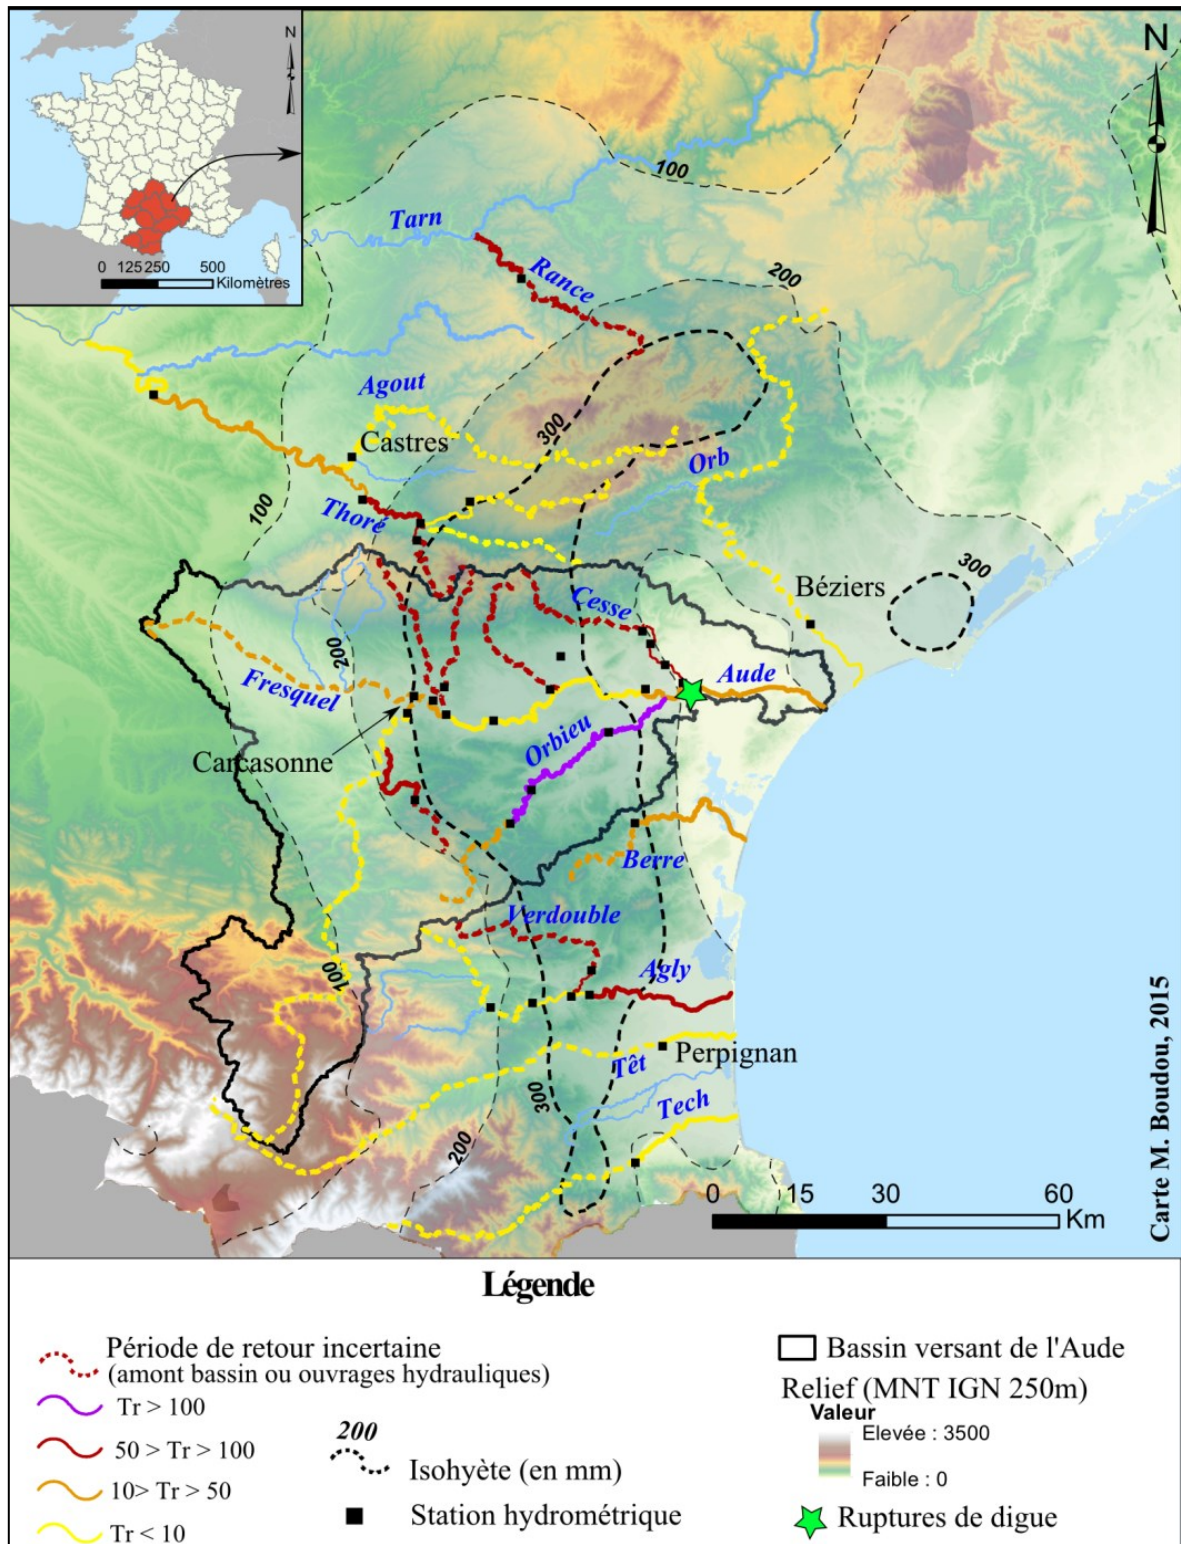 N
0 125 250 500
Kilomètres
N
100
Tarn
Rance
200
Agout
300
Castres
Orb
100
Thoré
300
Béziers
Cesse
200
Fresquel
Aude
Orbieu
Carcasonne
Berre
Verdouble
100
Agly
Perpignan
Têt
300
Tech
200
0 15 30 60
Km
Carte M. Boudou, 2015
Légende
Période de retour incertaine
(amont bassin ou ouvrages hydrauliques)
Tr > 100
50 > Tr > 100
10> Tr > 50
Tr < 10
200
Isohyète (en mm)
Station hydrométrique
Bassin versant de l'Aude
Relief (MNT IGN 250m)
Valeur
Elevée : 3500
Faible : 0
Ruptures de digue